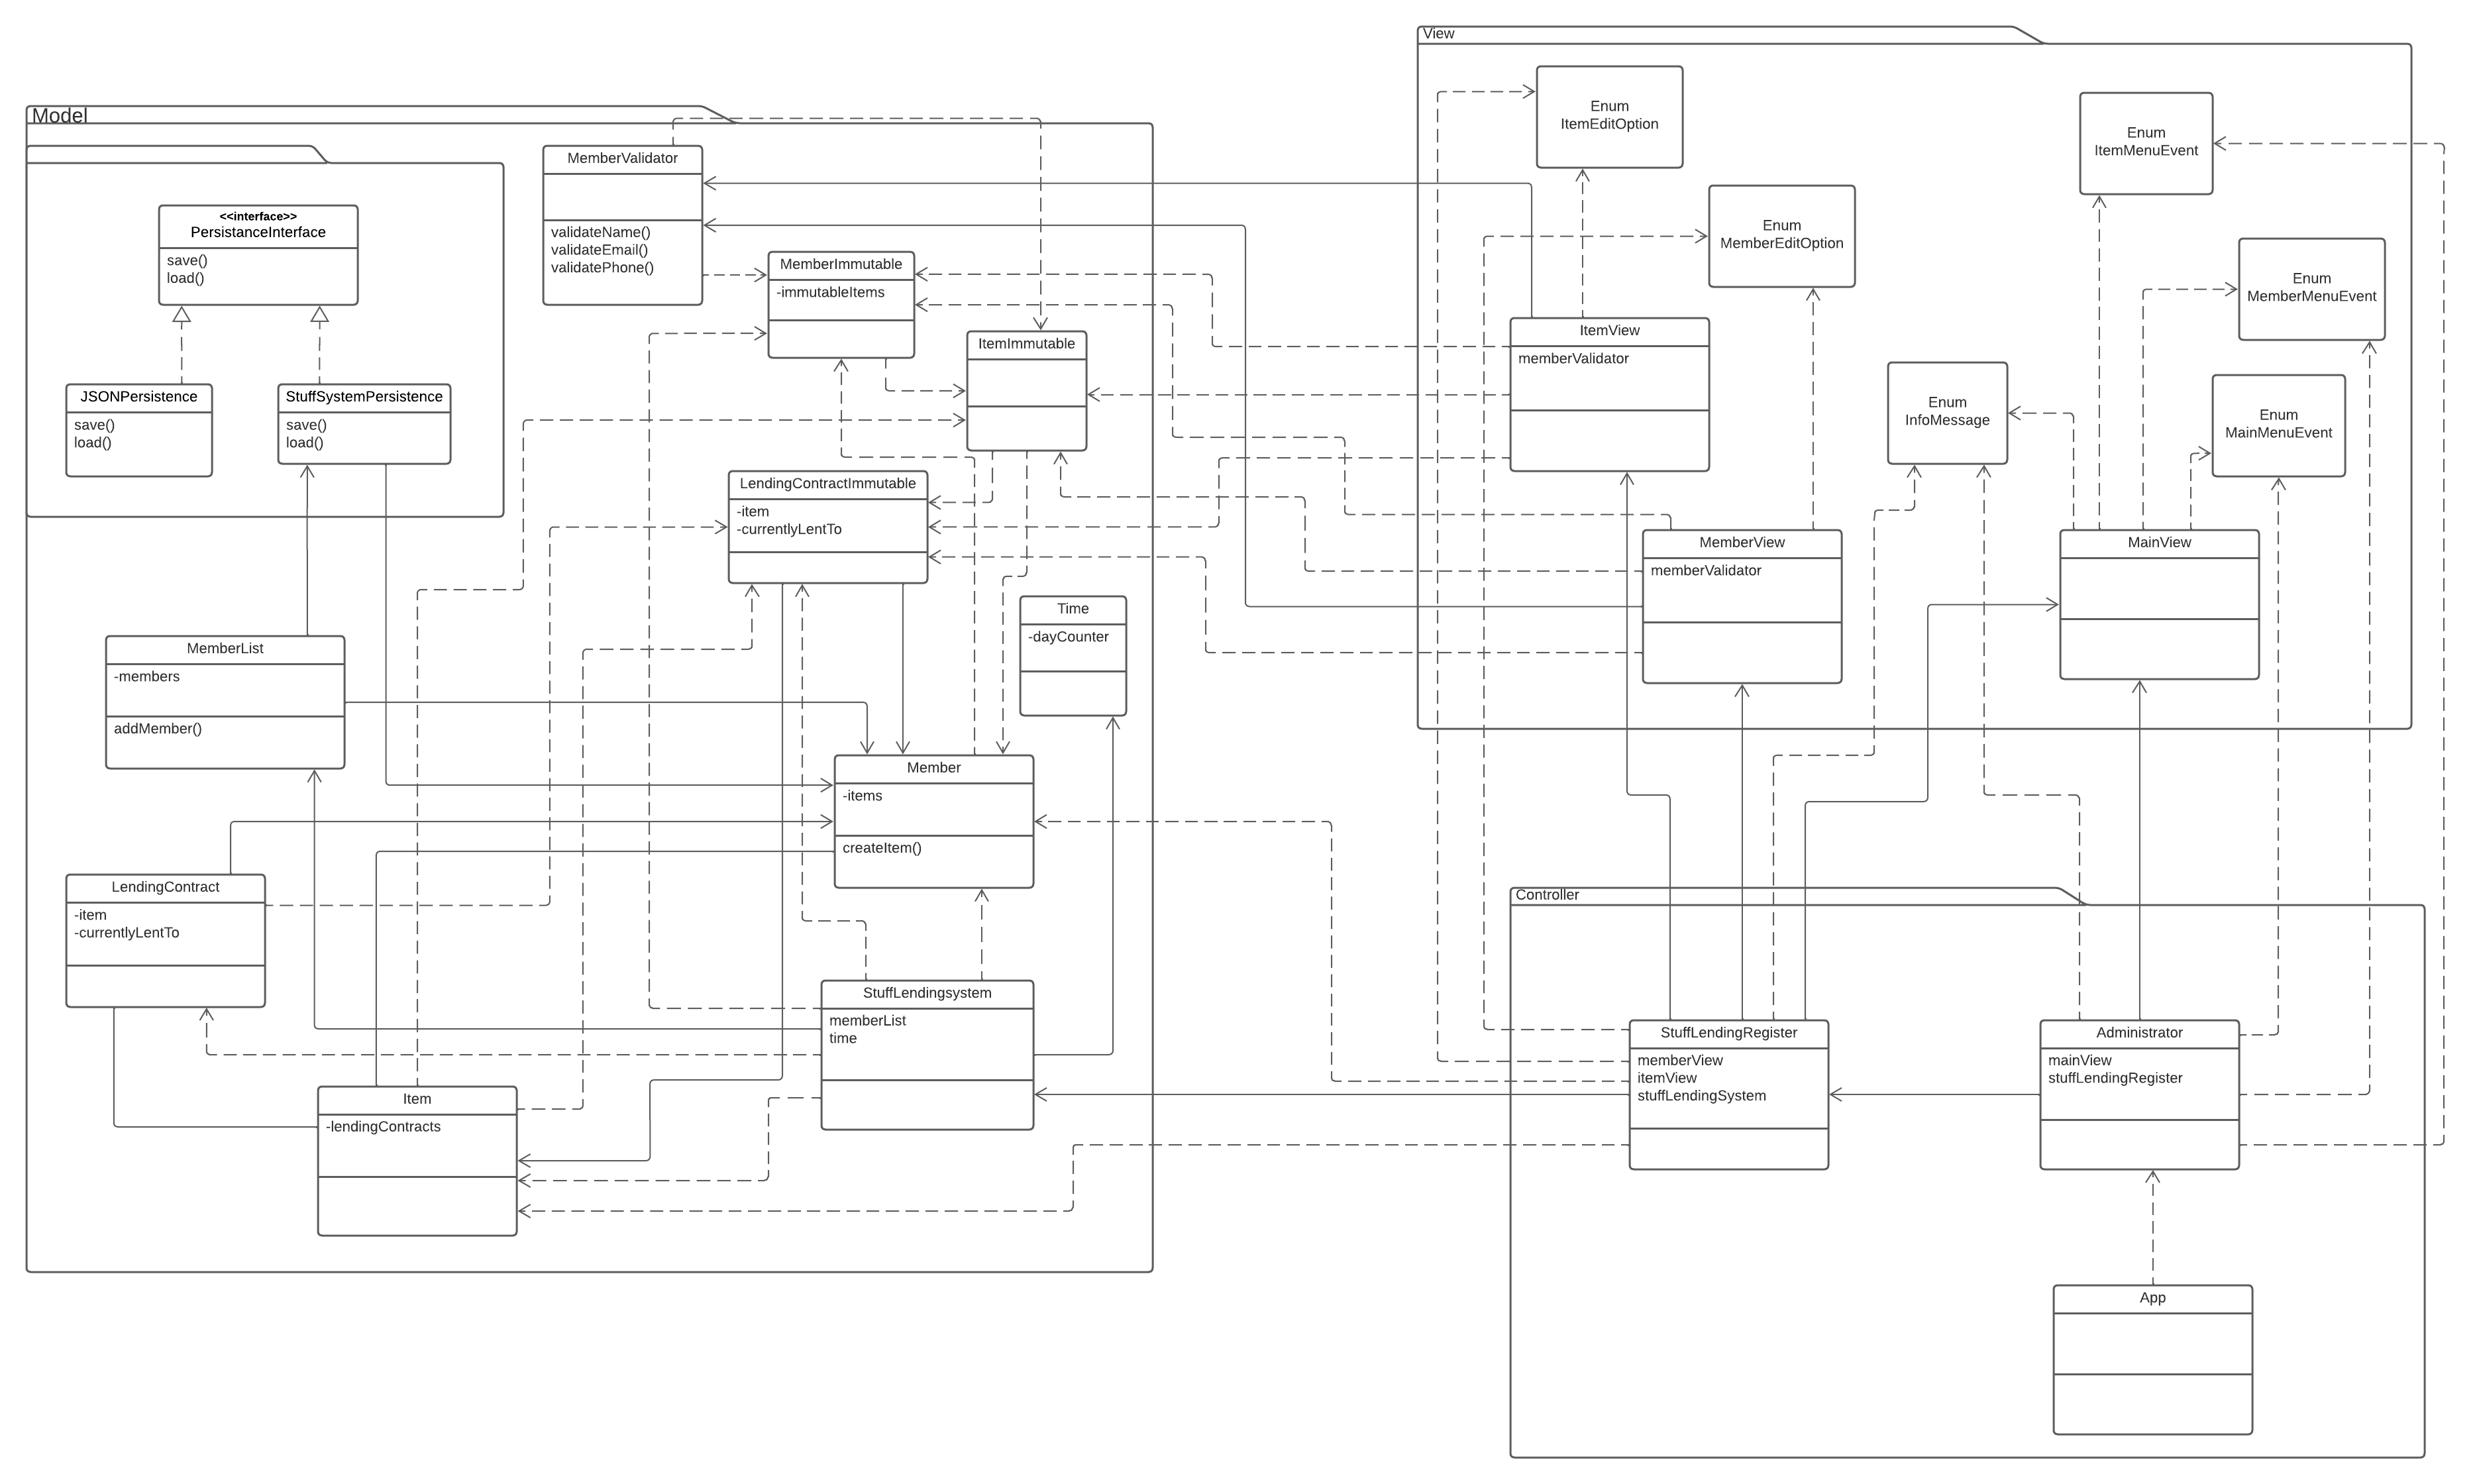 Model
<<interface>>
PersistanceInterface
save()
load()
JSONPersistence
save()
load()
StuffSystemPersistence
save()
load()
MemberValidator
validateName()
validateEmail()
validatePhone()
MemberImmutable
-immutableItems
ItemImmutable
LendingContractImmutable
-item
-currentlyLentTo
Time
-dayCounter
MemberList
-members
addMember()
Member
-items
createItem()
LendingContract
-item
-currentlyLentTo
StuffLendingsystem
memberList
time
Item
-lendingContracts
View
Enum
ItemEditOption
Enum
ItemMenuEvent
Enum
MemberEditOption
Enum
MemberMenuEvent
ItemView
memberValidator
Enum
InfoMessage
Enum
MainMenuEvent
MemberView
memberValidator
MainView
Controller
StuffLendingRegister
memberView
itemView
stuffLendingSystem
Administrator
mainView
stuffLendingRegister
App